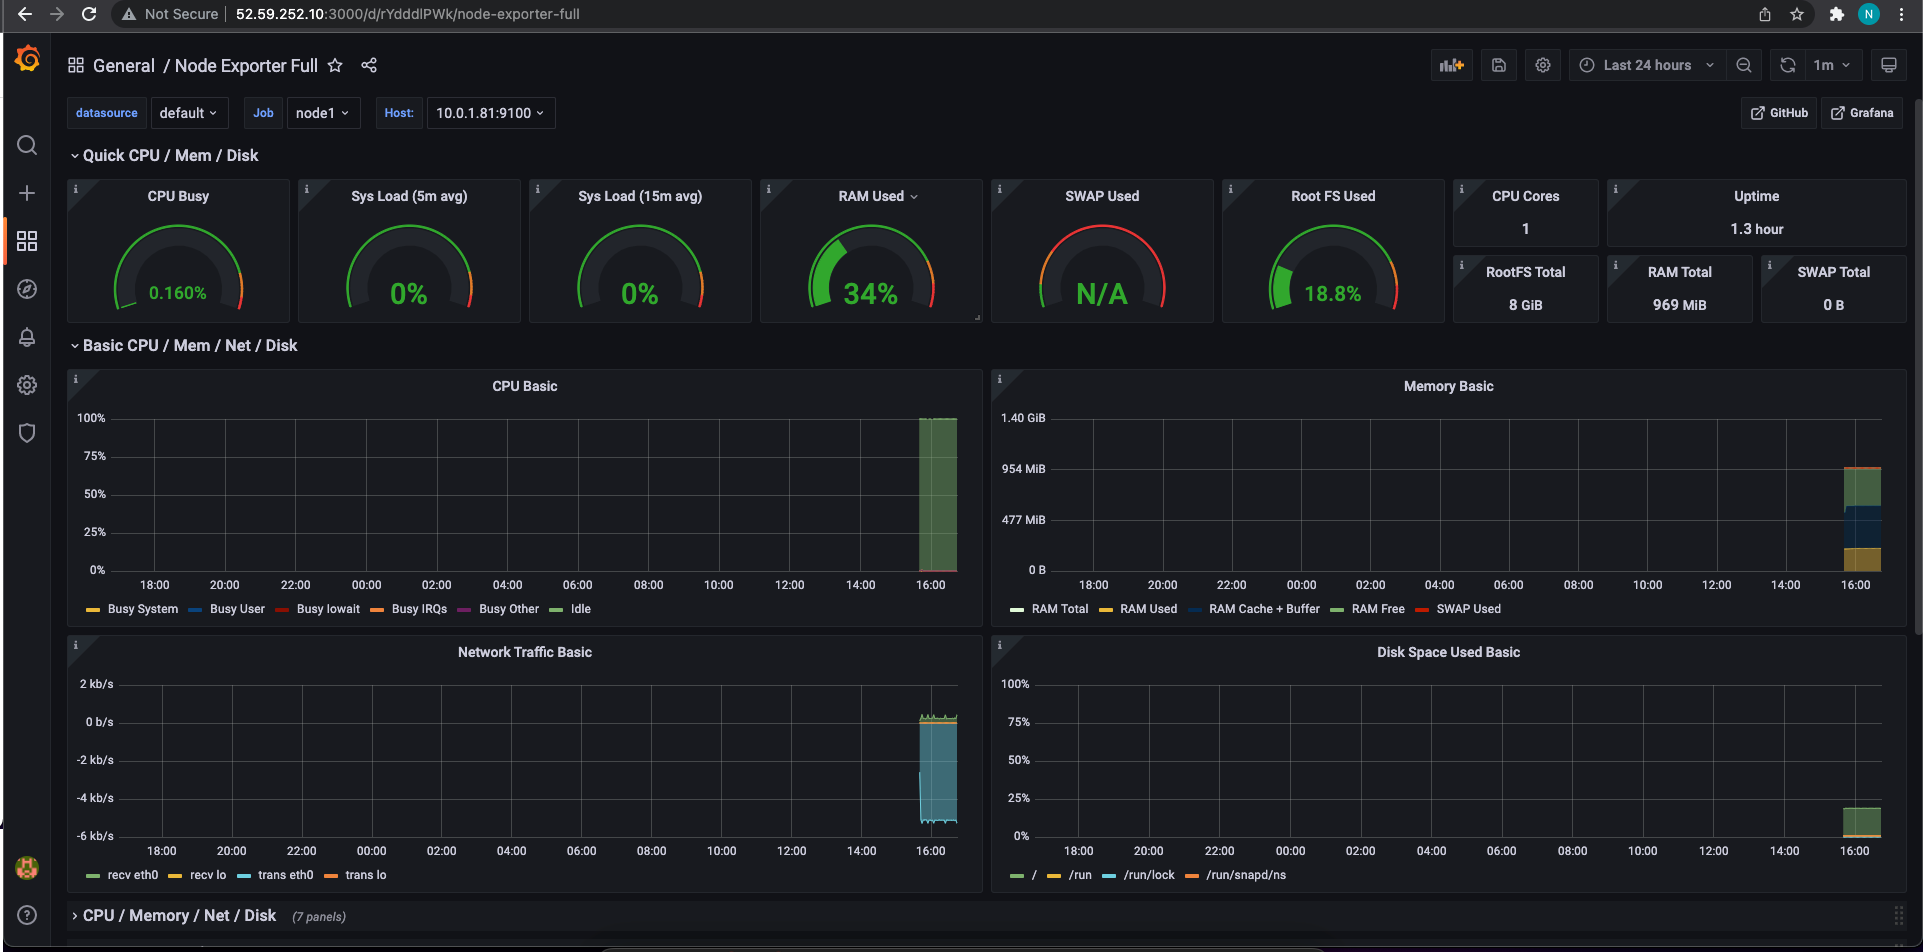 Not Secure | 52.59.252.10:3000/d/rYdddlPWk/node-exporter-full
N
General / Node Exporter Full
Last 24 hours
1m
datasource default Job node1 Host: 10.0.1.81:9100
GitHub Grafana
Quick CPU / Mem / Disk
CPU Busy
0.160%
Sys Load (5m avg)
0%
Sys Load (15m avg)
0%
RAM Used
34%
SWAP Used
N/A
Root FS Used
18.8%
CPU Cores
1
Uptime
1.3 hour
RootFS Total
8 GiB
RAM Total
969 MiB
SWAP Total
0 B
Basic CPU / Mem / Net / Disk
CPU Basic
100%
75%
50%
25%
0%
18:00 20:00 22:00 00:00 02:00 04:00 06:00 08:00 10:00 12:00 14:00 16:00
Busy System Busy User Busy Iowait Busy IRQs Busy Other Idle
Memory Basic
1.40 GiB
954 MiB
477 MiB
0 B
18:00 20:00 22:00 00:00 02:00 04:00 06:00 08:00 10:00 12:00 14:00 16:00
RAM Total RAM Used RAM Cache + Buffer RAM Free SWAP Used
Network Traffic Basic
2 kb/s
0 b/s
-2 kb/s
-4 kb/s
-6 kb/s
18:00 20:00 22:00 00:00 02:00 04:00 06:00 08:00 10:00 12:00 14:00 16:00
recv eth0 recv lo trans eth0 trans lo
Disk Space Used Basic
100%
75%
50%
25%
0%
18:00 20:00 22:00 00:00 02:00 04:00 06:00 08:00 10:00 12:00 14:00 16:00
/ /run /run/lock /run/snapd/ns
CPU / Memory / Net / Disk (7 panels)